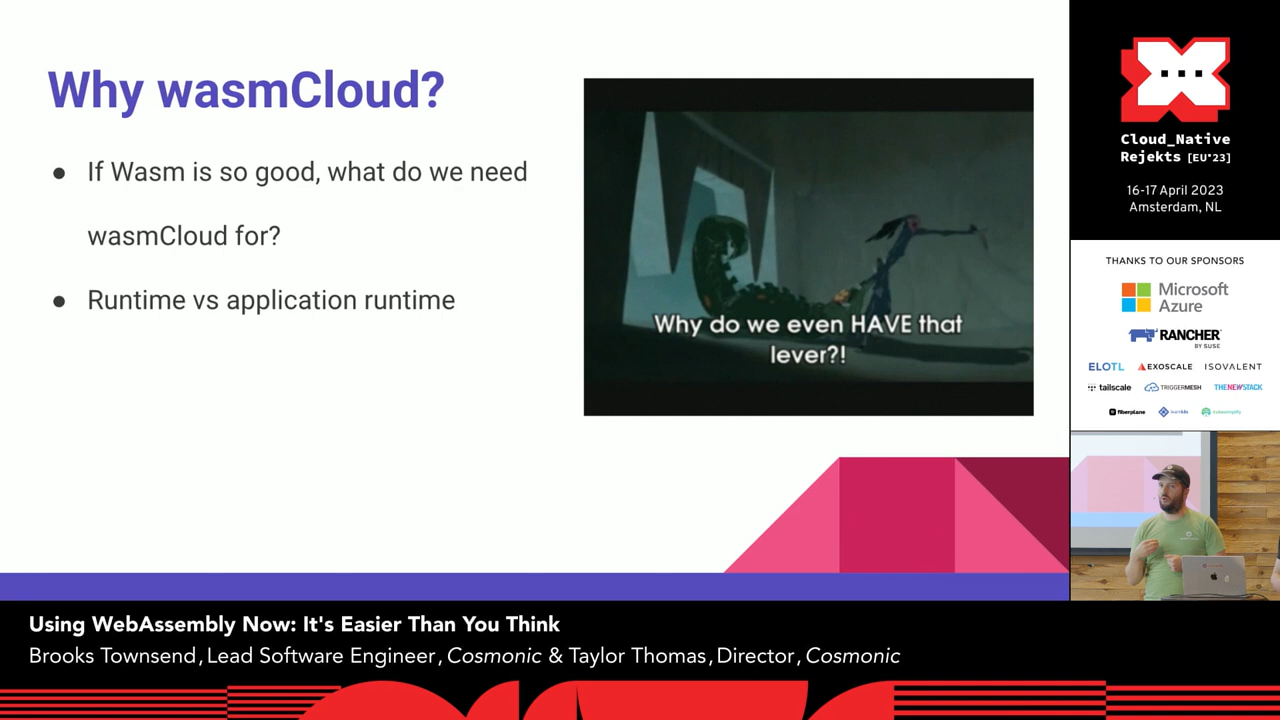 Why wasmCloud?
● If Wasm is so good, what do we need
wasmCloud for?
● Runtime vs application runtime
Why do we even HAVE that
lever?!
Cloud_Native
Rejekts [EU'23]
16-17 April 2023
Amsterdam, NL
THANKS TO OUR SPONSORS
Microsoft
Azure
RANCHER
BY SUSE
ELOTL EXOSCALE ISOVALENT
tailscale TRIGGERMESH THENEWSTACK
fiberplane learnk8s kubesimplify
Using WebAssembly Now: It's Easier Than You Think
Brooks Townsend, Lead Software Engineer, Cosmonic & Taylor Thomas, Director, Cosmonic